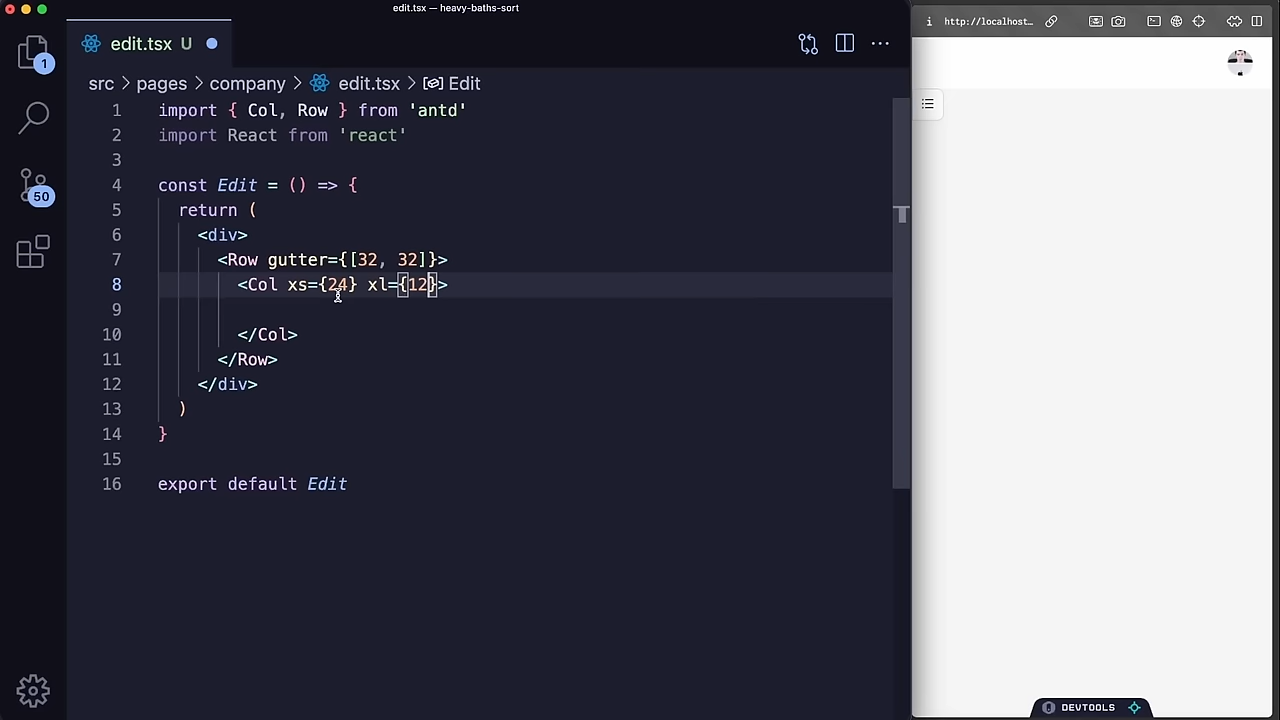 edit.tsx — heavy-baths-sort
edit.tsx U
src > pages > company > edit.tsx > Edit
1 import { Col, Row } from 'antd'
2 import React from 'react'
3
4 const Edit = () => {
5 return (
6 <div>
7 <Row gutter={[32, 32]}>
8 <Col xs={24} xl={12}>
9
10 </Col>
11 </Row>
12 </div>
13 )
14 }
15
16 export default Edit
1
50
http://localhost…
DEVTOOLS